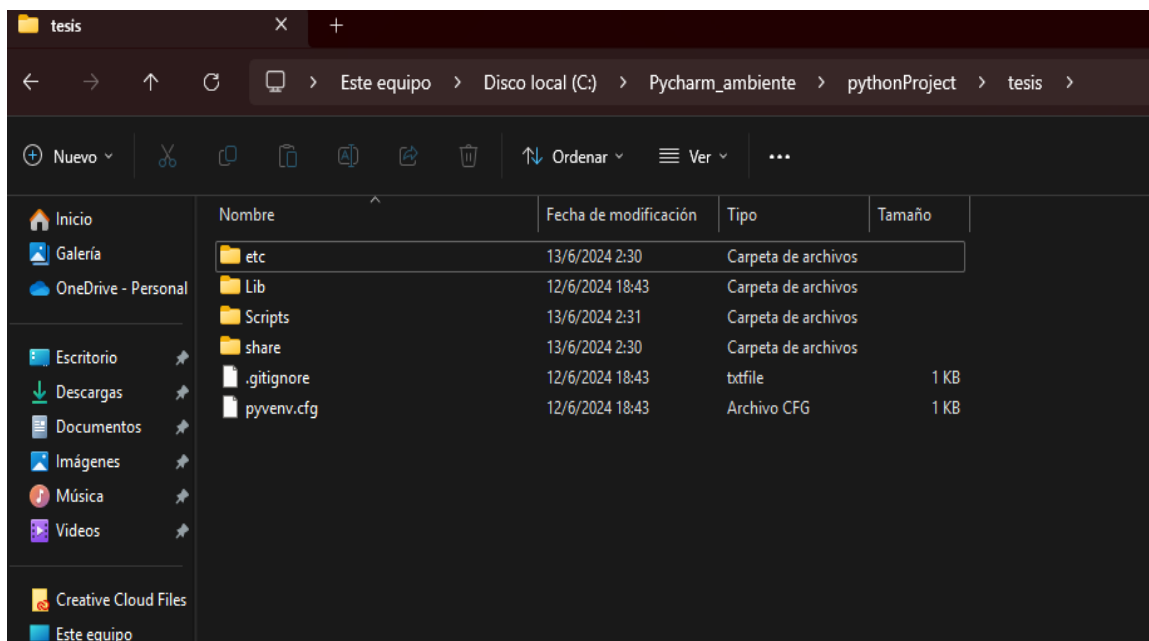 tesis
Este equipo > Disco local (C:) > Pycharm_ambiente > pythonProject > tesis >
Nuevo Ordenar Ver
Inicio
Galería
OneDrive - Personal
Escritorio
Descargas
Documentos
Imágenes
Música
Videos
Creative Cloud Files
Este equipo
Nombre Fecha de modificación Tipo Tamaño
etc 13/6/2024 2:30 Carpeta de archivos
Lib 12/6/2024 18:43 Carpeta de archivos
Scripts 13/6/2024 2:31 Carpeta de archivos
share 13/6/2024 2:30 Carpeta de archivos
.gitignore 12/6/2024 18:43 txtfile 1 KB
pyvenv.cfg 12/6/2024 18:43 Archivo CFG 1 KB